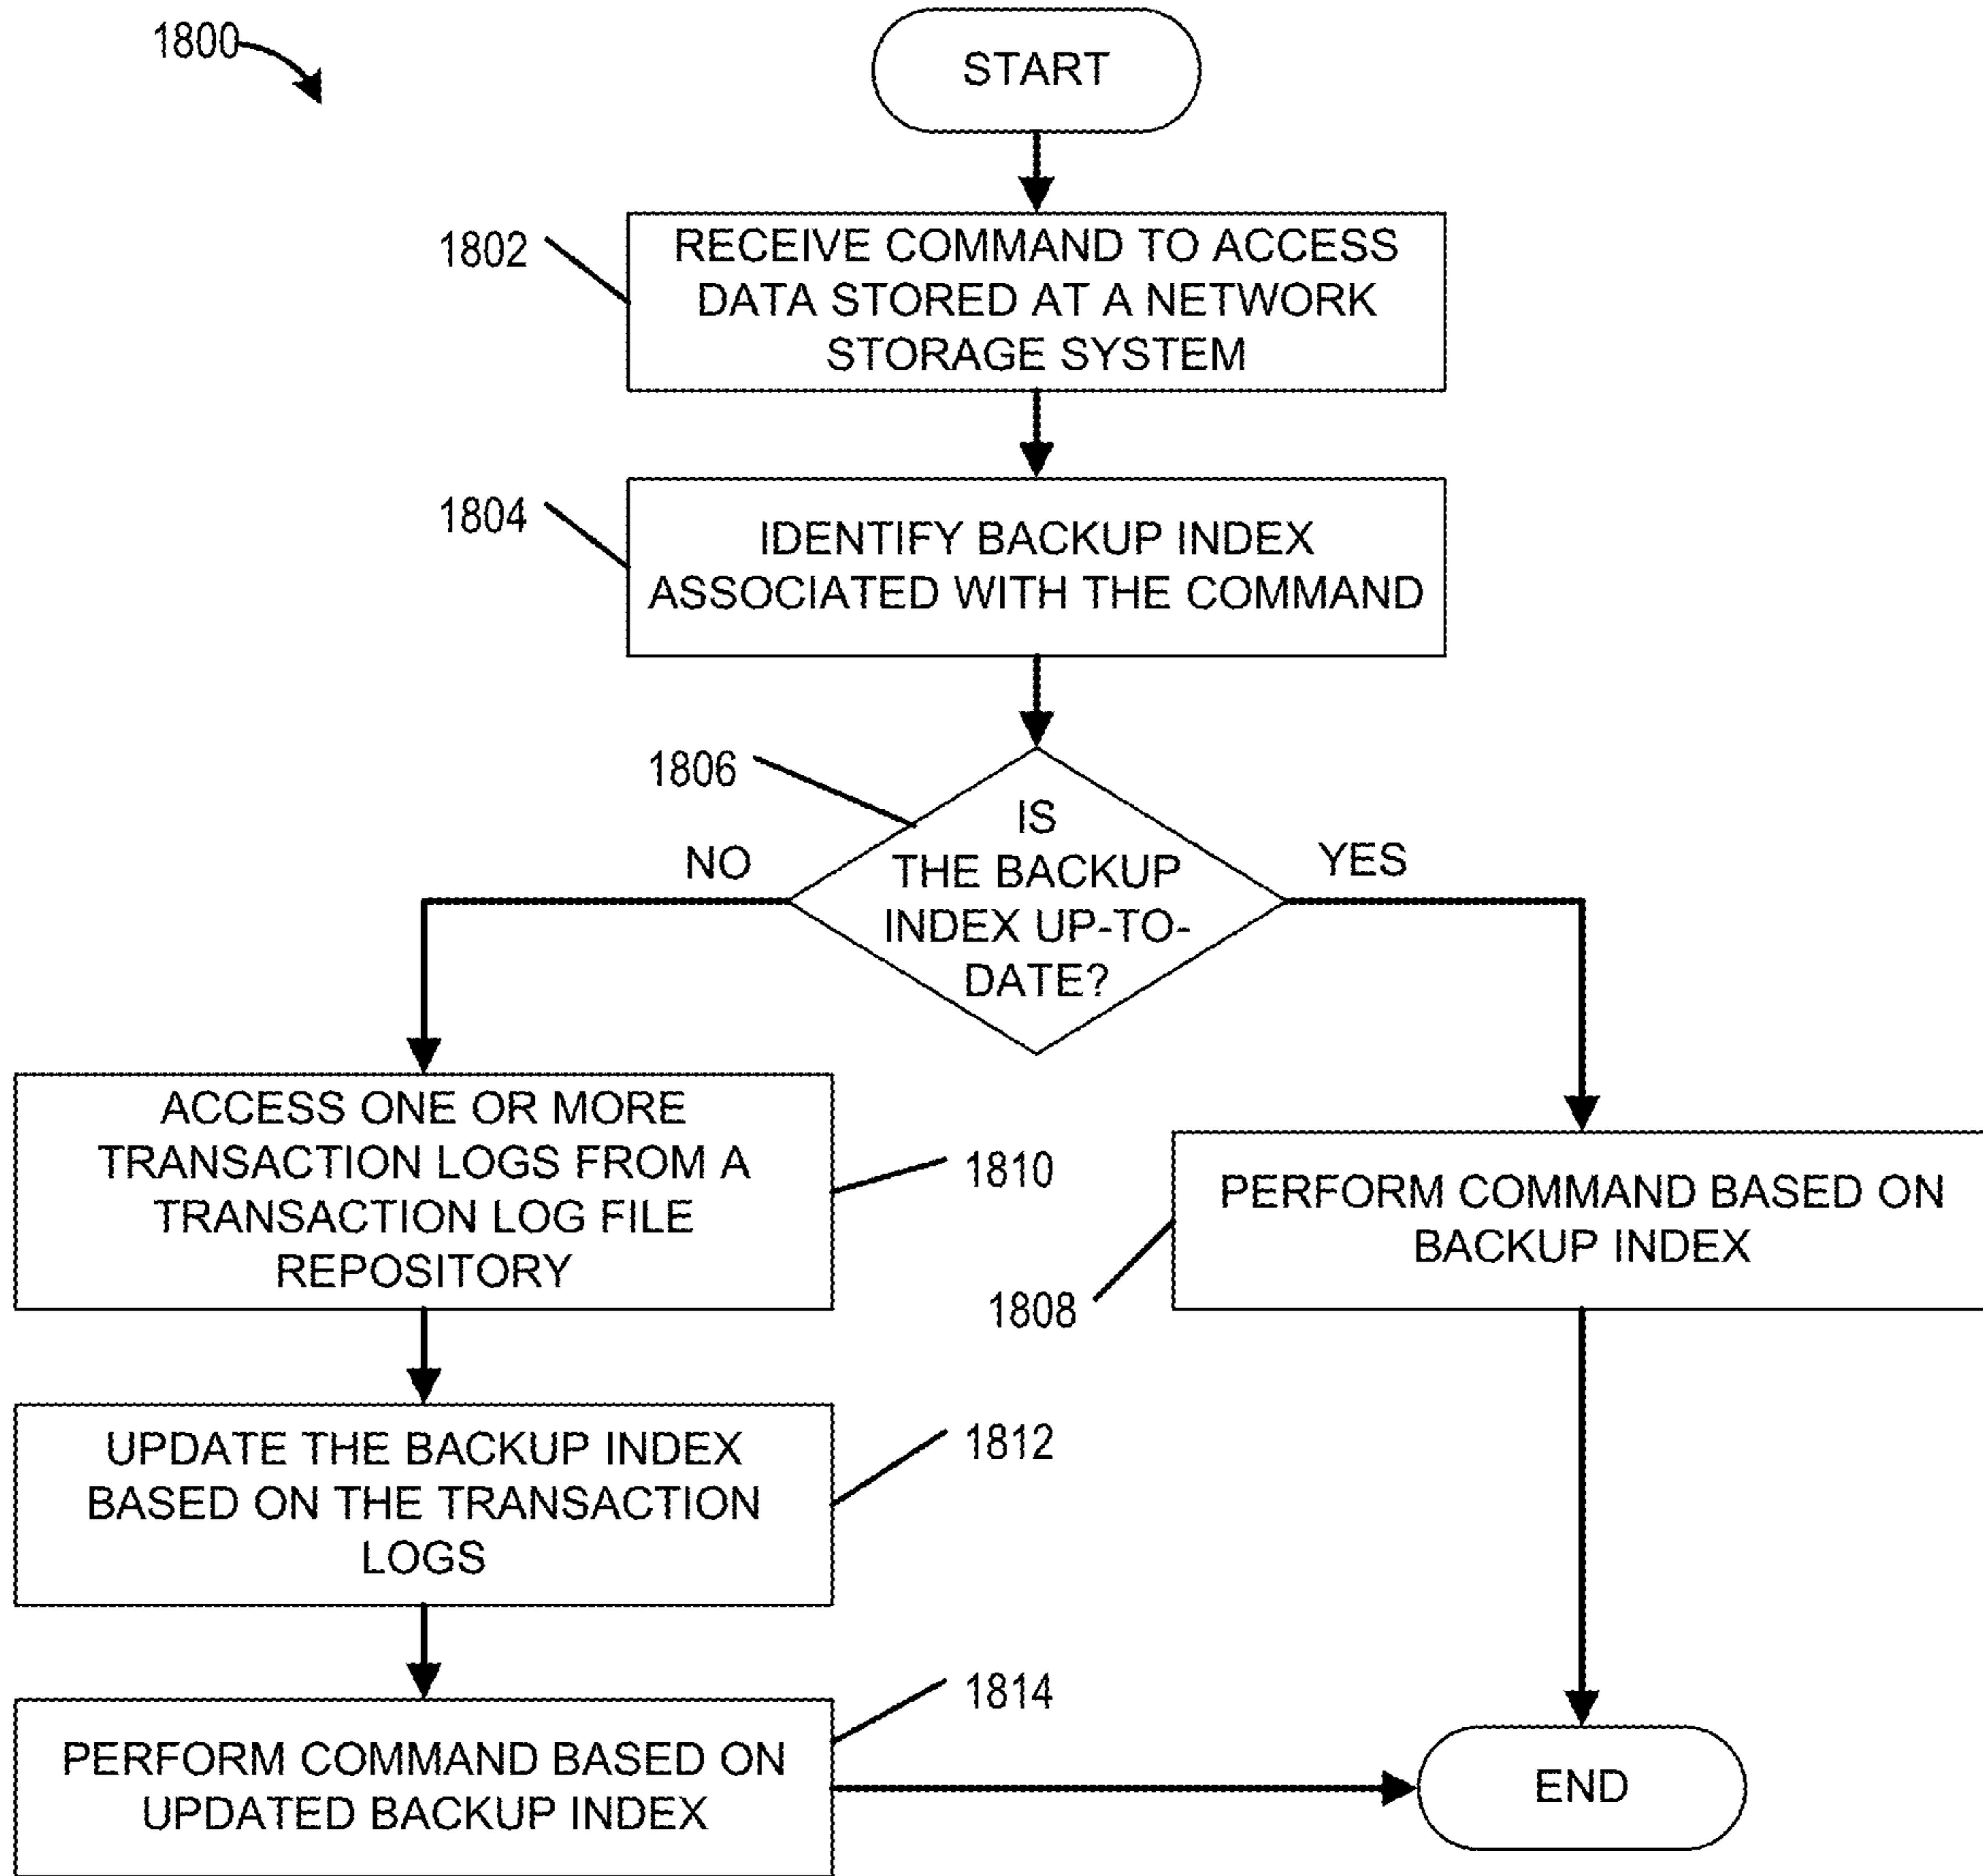 1800
START
1802
RECEIVE COMMAND TO ACCESS
DATA STORED AT A NETWORK
STORAGE SYSTEM
1804
IDENTIFY BACKUP INDEX
ASSOCIATED WITH THE COMMAND
1806
IS
THE BACKUP
INDEX UP-TO-
DATE?
NO
YES
ACCESS ONE OR MORE
TRANSACTION LOGS FROM A
TRANSACTION LOG FILE
REPOSITORY
1810
PERFORM COMMAND BASED ON
BACKUP INDEX
1808
UPDATE THE BACKUP INDEX
BASED ON THE TRANSACTION
LOGS
1812
PERFORM COMMAND BASED ON
UPDATED BACKUP INDEX
1814
END